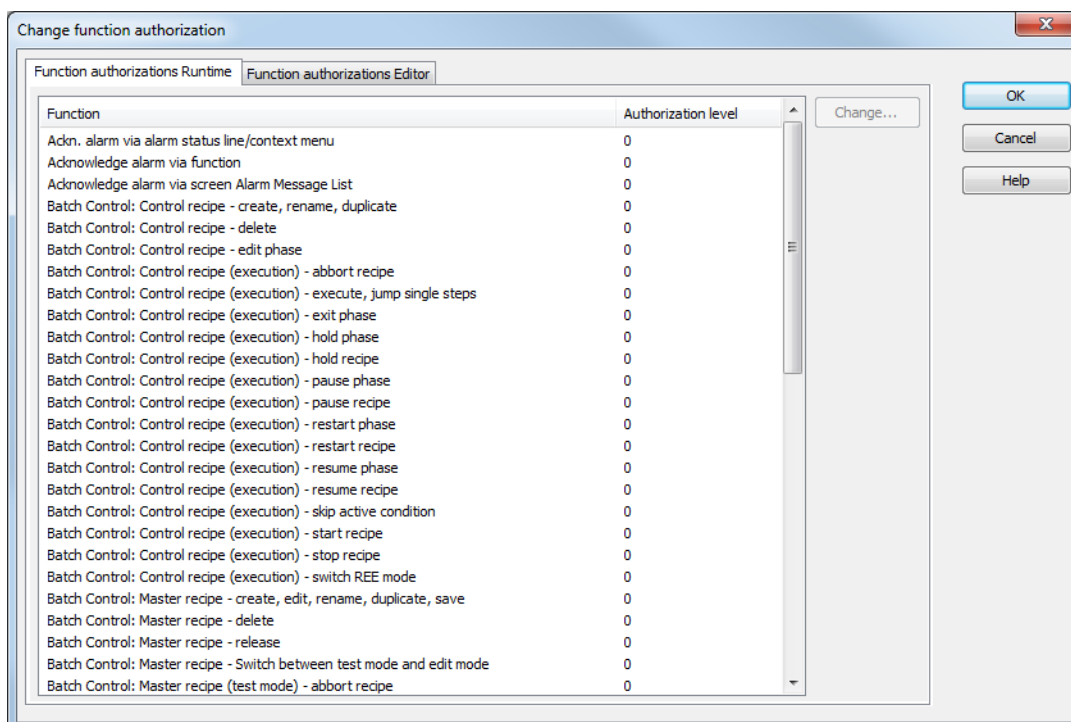 Change function authorization
Function authorizations Runtime Function authorizations Editor
Function Authorization level
Change...
OK
Cancel
Help
Ackn. alarm via alarm status line/context menu 0
Acknowledge alarm via function 0
Acknowledge alarm via screen Alarm Message List 0
Batch Control: Control recipe - create, rename, duplicate 0
Batch Control: Control recipe - delete 0
Batch Control: Control recipe - edit phase 0
Batch Control: Control recipe (execution) - abbort recipe 0
Batch Control: Control recipe (execution) - execute, jump single steps 0
Batch Control: Control recipe (execution) - exit phase 0
Batch Control: Control recipe (execution) - hold phase 0
Batch Control: Control recipe (execution) - hold recipe 0
Batch Control: Control recipe (execution) - pause phase 0
Batch Control: Control recipe (execution) - pause recipe 0
Batch Control: Control recipe (execution) - restart phase 0
Batch Control: Control recipe (execution) - restart recipe 0
Batch Control: Control recipe (execution) - resume phase 0
Batch Control: Control recipe (execution) - resume recipe 0
Batch Control: Control recipe (execution) - skip active condition 0
Batch Control: Control recipe (execution) - start recipe 0
Batch Control: Control recipe (execution) - stop recipe 0
Batch Control: Control recipe (execution) - switch REE mode 0
Batch Control: Master recipe - create, edit, rename, duplicate, save 0
Batch Control: Master recipe - delete 0
Batch Control: Master recipe - release 0
Batch Control: Master recipe - Switch between test mode and edit mode 0
Batch Control: Master recipe (test mode) - abbort recipe 0